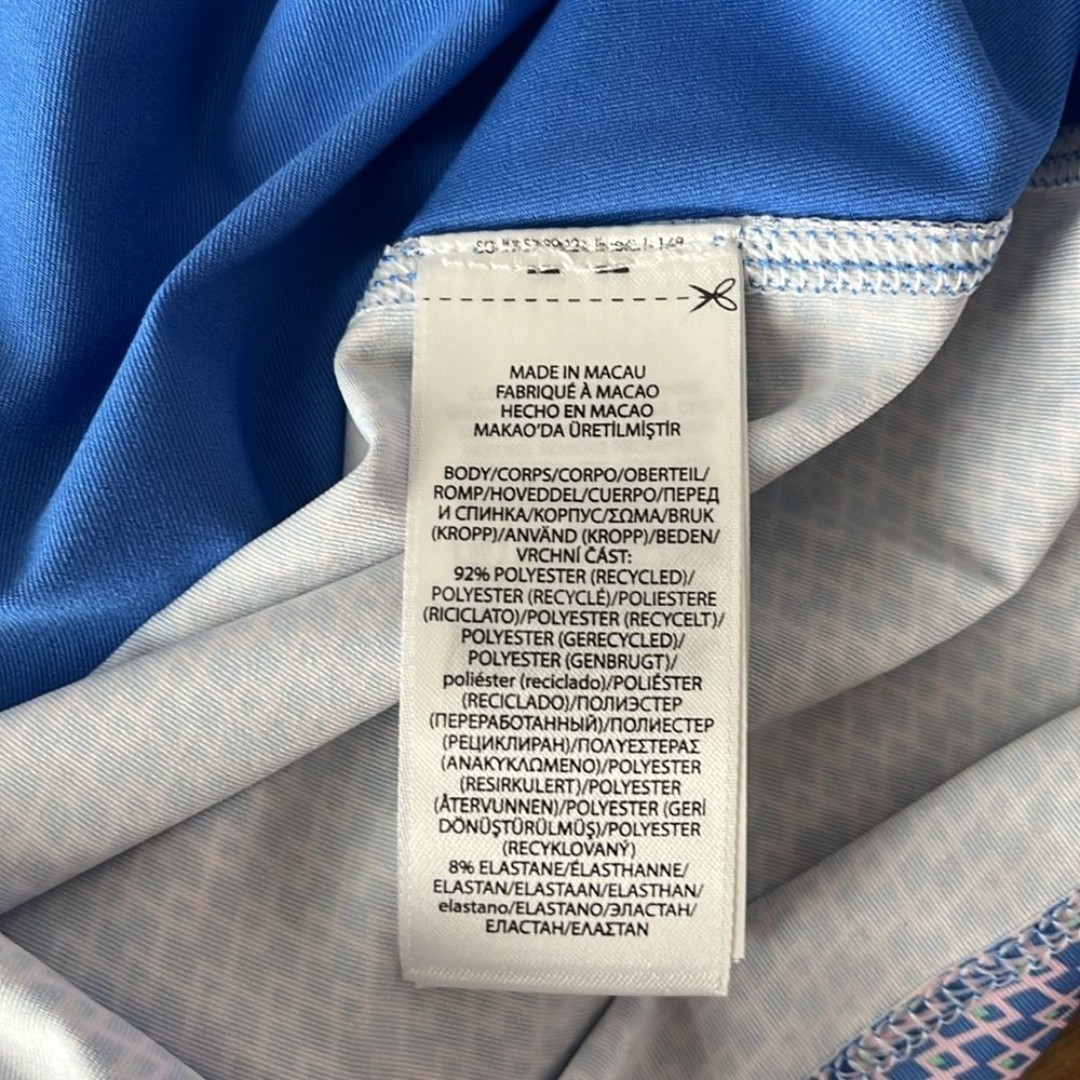 MADE IN MACAU
FABRIQUÉ À MACAO
HECHO EN MACAO
MAKAO'DA ÜRETİLMİŞTİR
BODY/CORPS/CORPO/OBERTEIL/
ROMP/HOVEDDEL/CUERPO/ПЕРЕД
И СПИНКА/КОРПУС/ΣΩΜΑ/BRUK
(KROPP)/ANVÄND (KROPP)/BEDEN/
VRCHNÍ ČÁST:
92% POLYESTER (RECYCLED)/
POLYESTER (RECYCLÉ)/POLIESTERE
(RICICLATO)/POLYESTER (RECYCELT)/
POLYESTER (GERECYCLED)/
POLYESTER (GENBRUGT)/
poliéster (reciclado)/POLIÉSTER
(RECICLADO)/ПОЛИЭСТЕР
(ПЕРЕРАБОТАННЫЙ)/ПОЛИЕСТЕР
(РЕЦИКЛИРАН)/ΠΟΛΥΕΣΤΕΡΑΣ
(ΑΝΑΚΥΚΛΩΜΕΝΟ)/POLYESTER
(RESIRKULERT)/POLYESTER
(ÅTERVUNNEN)/POLYESTER (GERİ
DÖNÜŞTÜRÜLMÜŞ)/POLYESTER
(RECYKLOVANÝ)
8% ELASTANE/ÉLASTHANNE/
ELASTAN/ELASTAAN/ELASTHAN/
elastano/ELASTANO/ЭЛАСТАН/
ЕЛАСТАН/ΕΛΑΣΤΑΝ